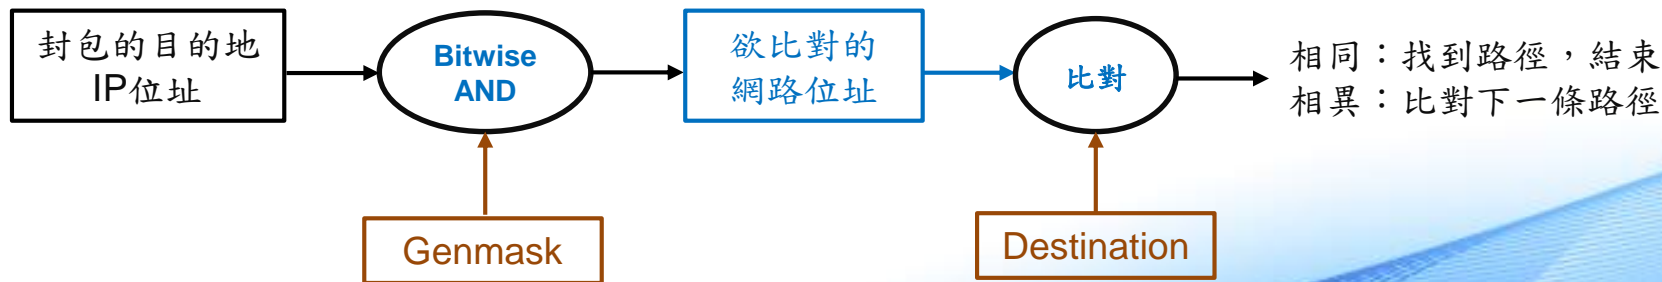 封包的目的地
IP位址
Bitwise
AND
欲比對的
網路位址
比對
相同：找到路徑，結束
相異：比對下一條路徑
Genmask
Destination